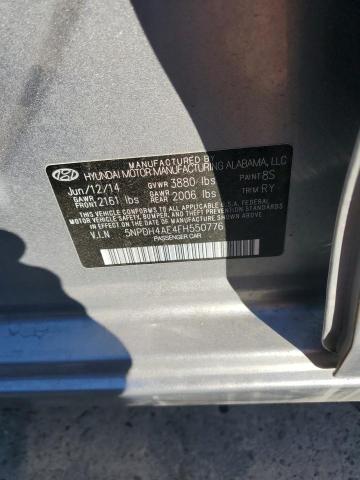 MANUFACTURED BY
HYUNDAI MOTOR MANUFACTURING ALABAMA, LLC
Jun/12/14 GVWR 3880 lbs PAINT 8S
GAWR FRONT 2161 lbs GAWR REAR 2006 lbs TRIM RY
THIS VEHICLE CONFORMS TO ALL APPLICABLE U.S.A. FEDERAL
MOTOR VEHICLE SAFETY, BUMPER, AND THEFT PREVENTION STANDARDS
IN EFFECT ON THE DATE OF MANUFACTURE SHOWN ABOVE.
V.I.N 5NPDH4AE4FH550776
PASSENGER CAR